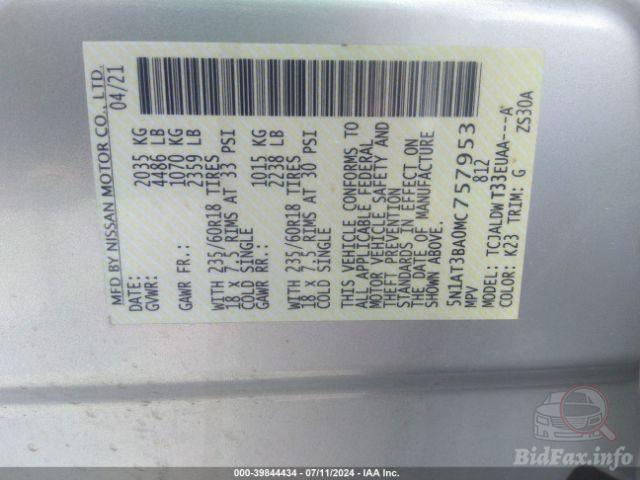 MFD BY NISSAN MOTOR CO., LTD.
DATE: 04/21
GVWR: 2035 KG
4486 LB
GAWR FR.: 1070 KG
2359 LB
WITH 235/60R18 TIRES
18 x 7.5 RIMS AT 33 PSI
COLD SINGLE
GAWR RR.: 1015 KG
2238 LB
WITH 235/60R18 TIRES
18 x 7.5 RIMS AT 30 PSI
COLD SINGLE
THIS VEHICLE CONFORMS TO
ALL APPLICABLE FEDERAL
MOTOR VEHICLE SAFETY AND
THEFT PREVENTION
STANDARDS IN EFFECT ON
THE DATE OF MANUFACTURE
SHOWN ABOVE.
5N1AT3BA0MC757953
MPV 812
MODEL: TCJALDWT33EUAA----A
COLOR: K23 TRIM: G ZS30A
BidFax.info
000-39844434 - 07/11/2024 - IAA Inc.